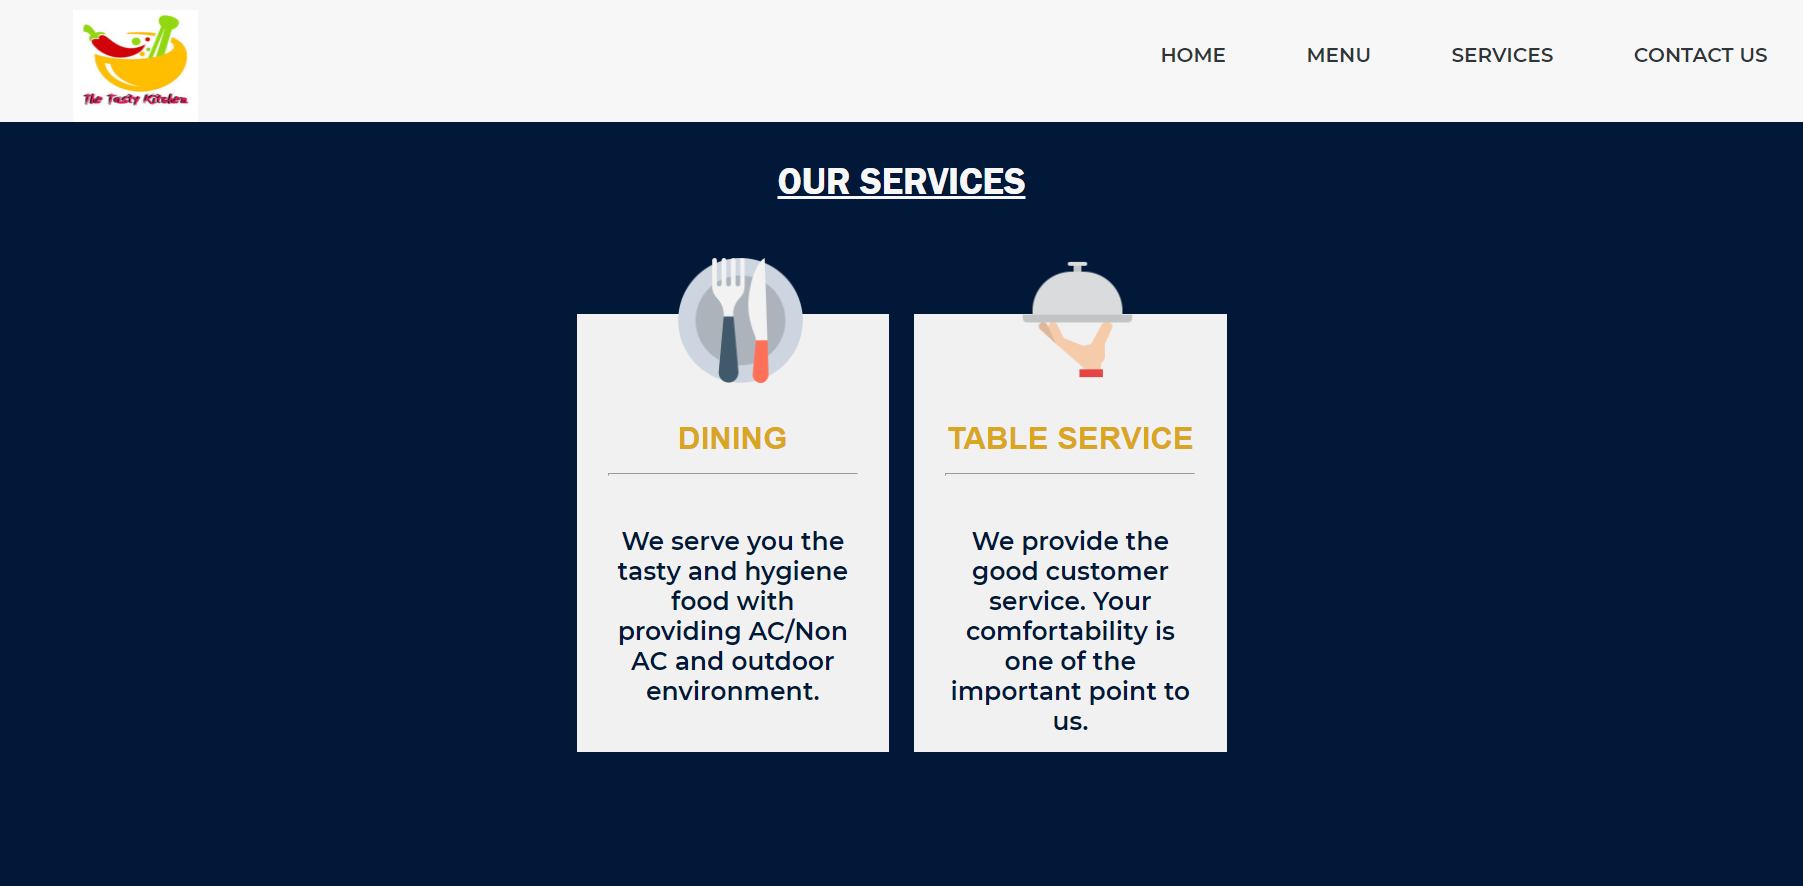 The Tasty Kitchen
HOME MENU SERVICES CONTACT US
OUR SERVICES
DINING
We serve you the
tasty and hygiene
food with
providing AC/Non
AC and outdoor
environment.
TABLE SERVICE
We provide the
good customer
service. Your
comfortability is
one of the
important point to
us.